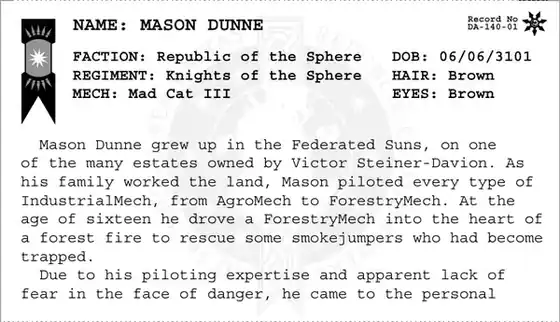 NAME: MASON DUNNE
Record No
DA-140-01
FACTION: Republic of the Sphere DOB: 06/06/3101
REGIMENT: Knights of the Sphere HAIR: Brown
MECH: Mad Cat III EYES: Brown
Mason Dunne grew up in the Federated Suns, on one
of the many estates owned by Victor Steiner-Davion. As
his family worked the land, Mason piloted every type of
IndustrialMech, from AgroMech to ForestryMech. At the
age of sixteen he drove a ForestryMech into the heart of
a forest fire to rescue some smokejumpers who had become
trapped.
Due to his piloting expertise and apparent lack of
fear in the face of danger, he came to the personal